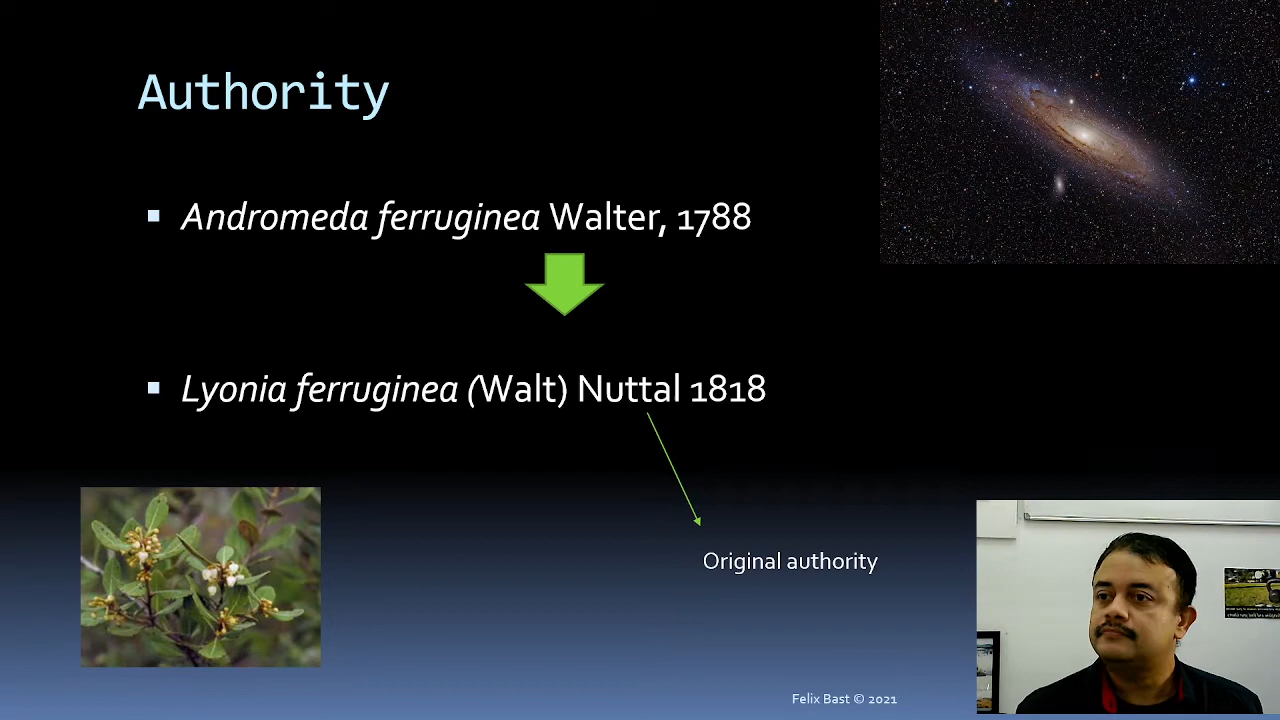 Authority
Andromeda ferruginea Walter, 1788
Lyonia ferruginea (Walt) Nuttal 1818
Original authority
Felix Bast © 2021